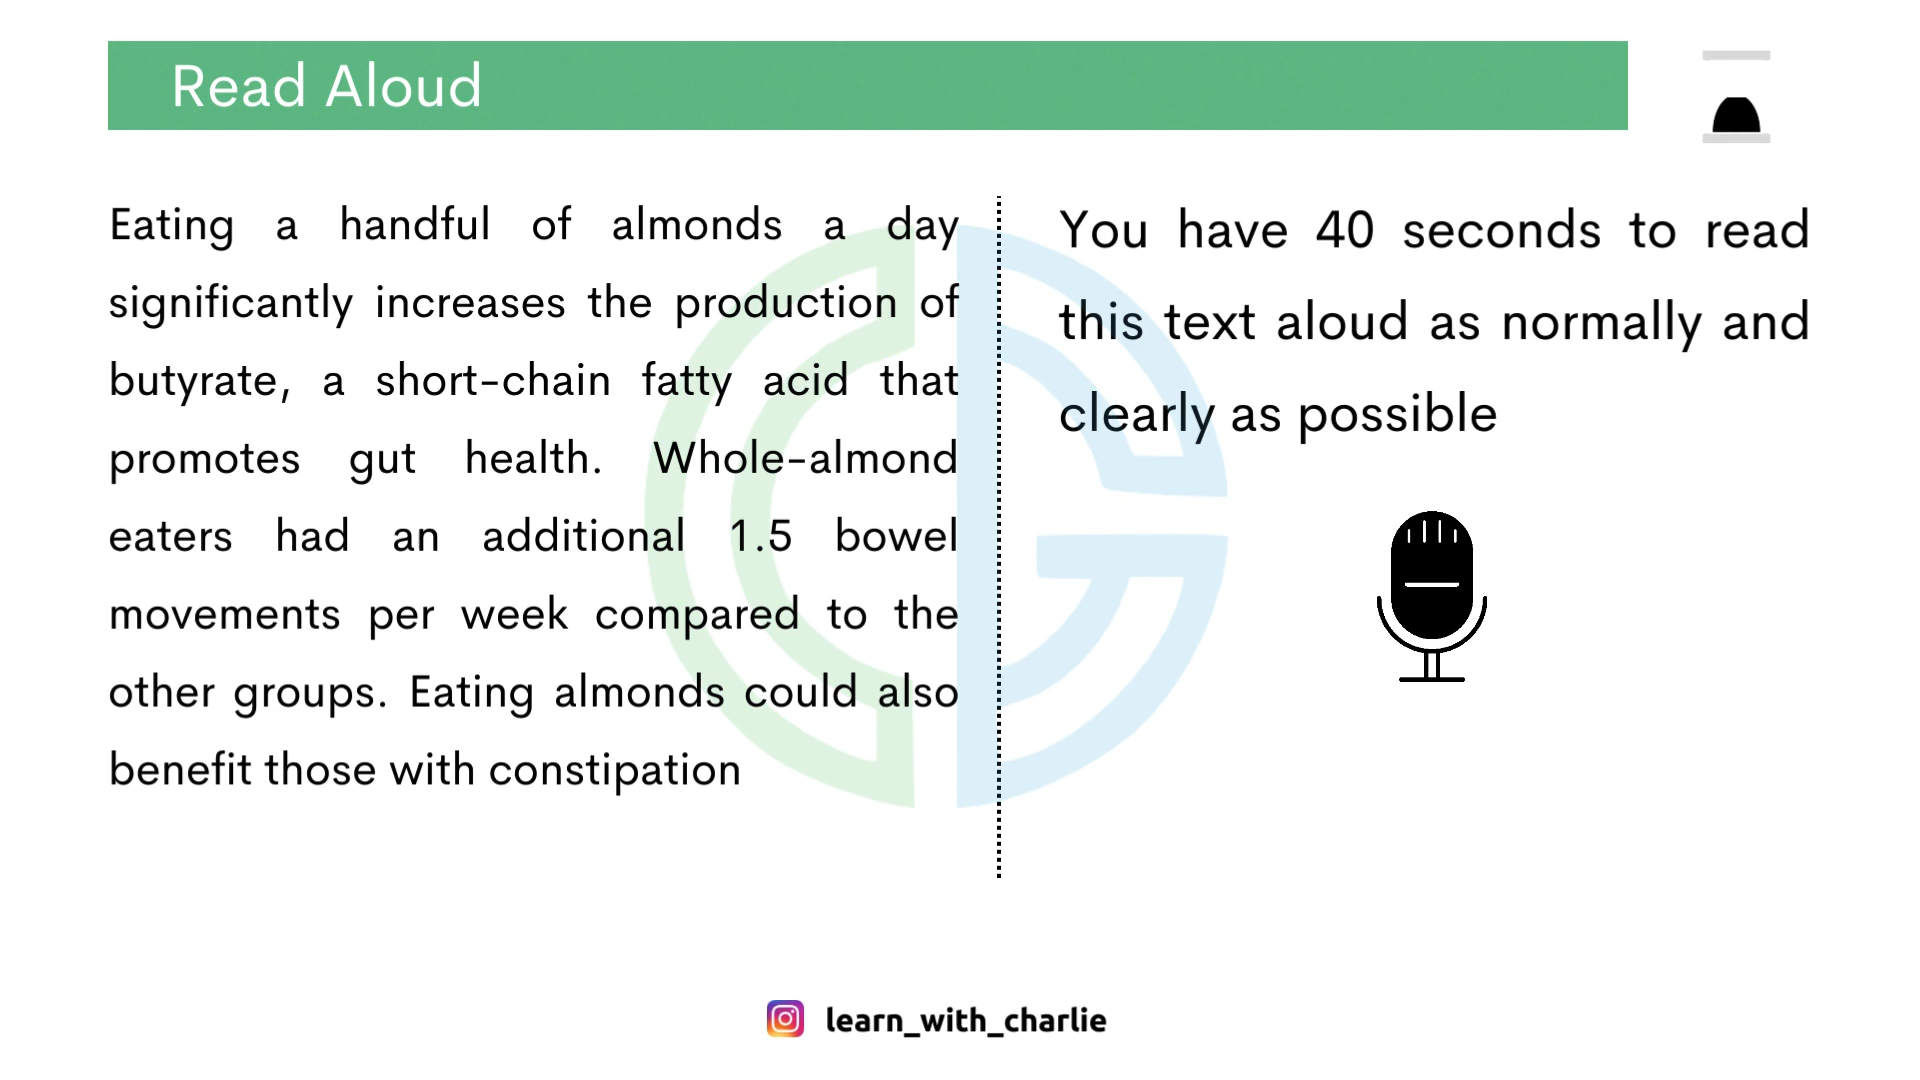 Read Aloud
Eating a handful of almonds a day
significantly increases the production of
butyrate, a short-chain fatty acid that
promotes gut health. Whole-almond
eaters had an additional 1.5 bowel
movements per week compared to the
other groups. Eating almonds could also
benefit those with constipation
You have 40 seconds to read
this text aloud as normally and
clearly as possible
learn_with_charlie